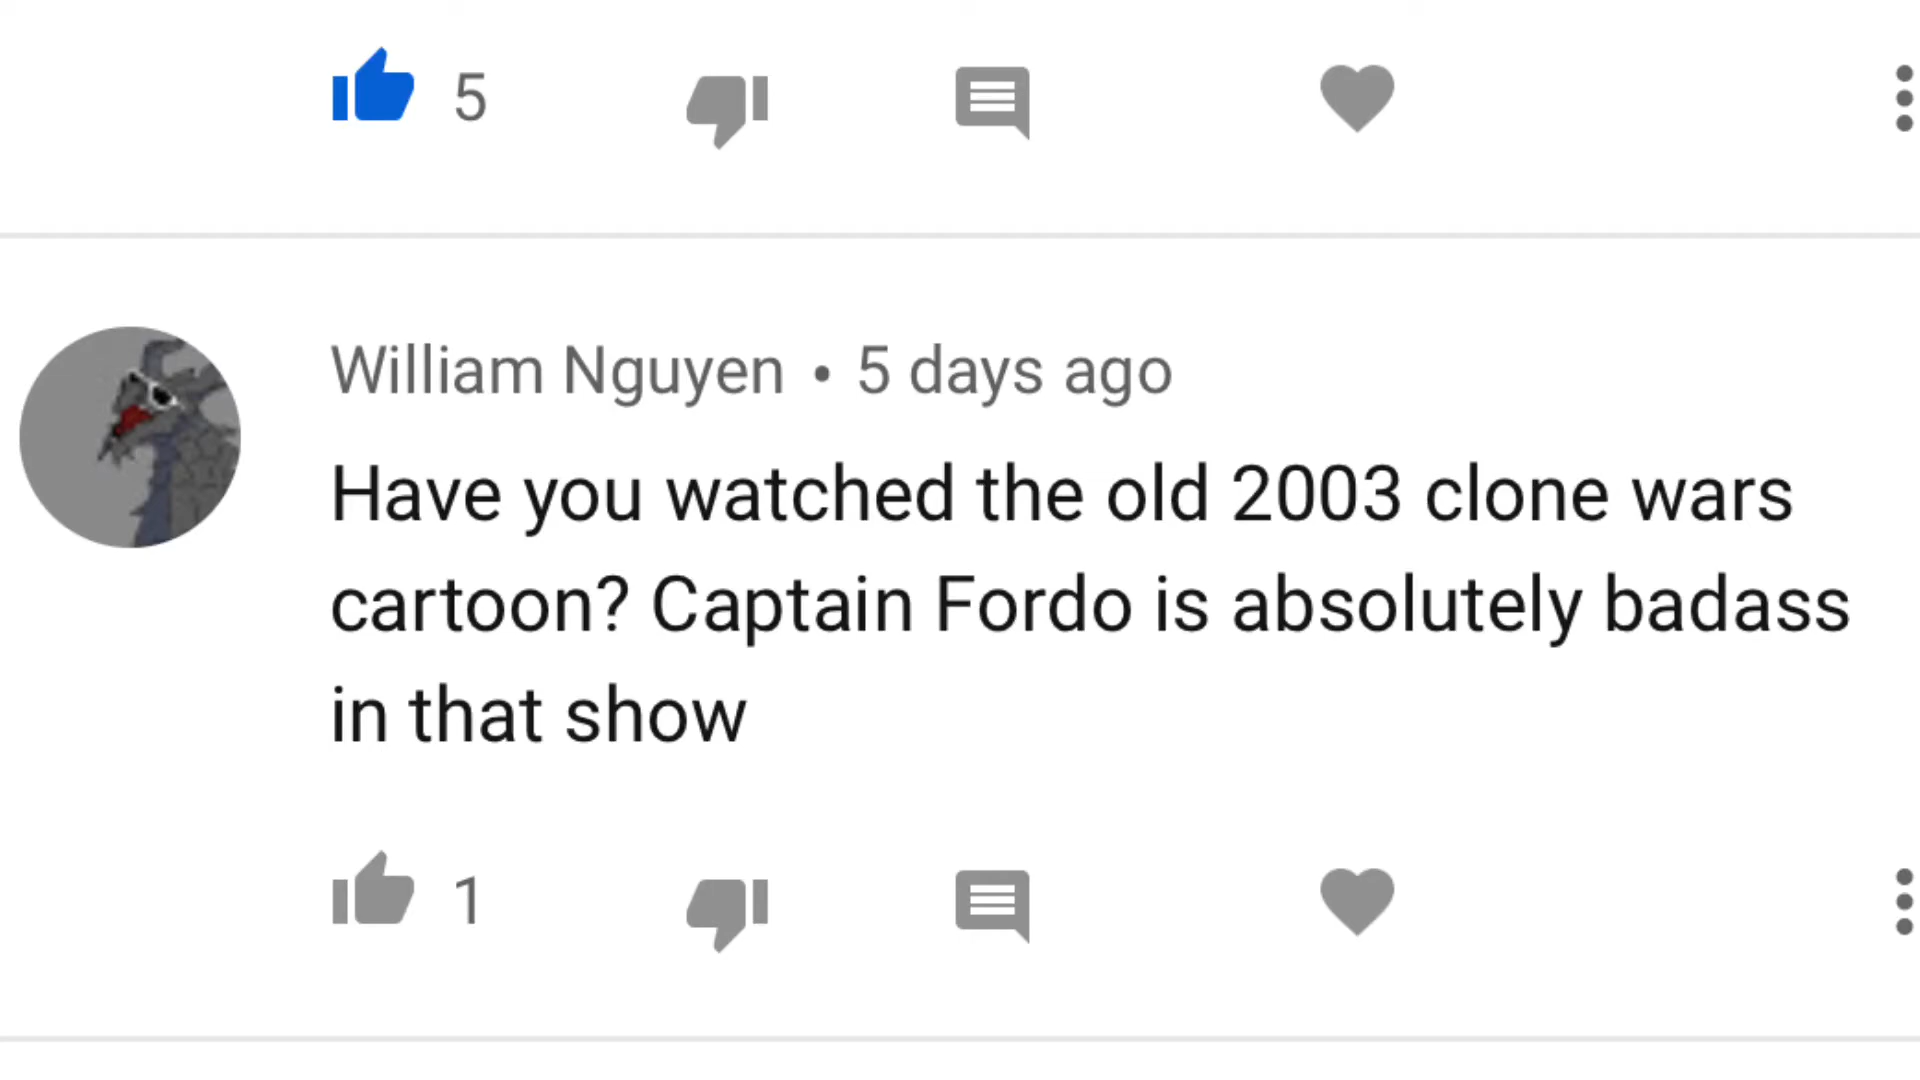 5
William Nguyen • 5 days ago
Have you watched the old 2003 clone wars
cartoon? Captain Fordo is absolutely badass
in that show
1